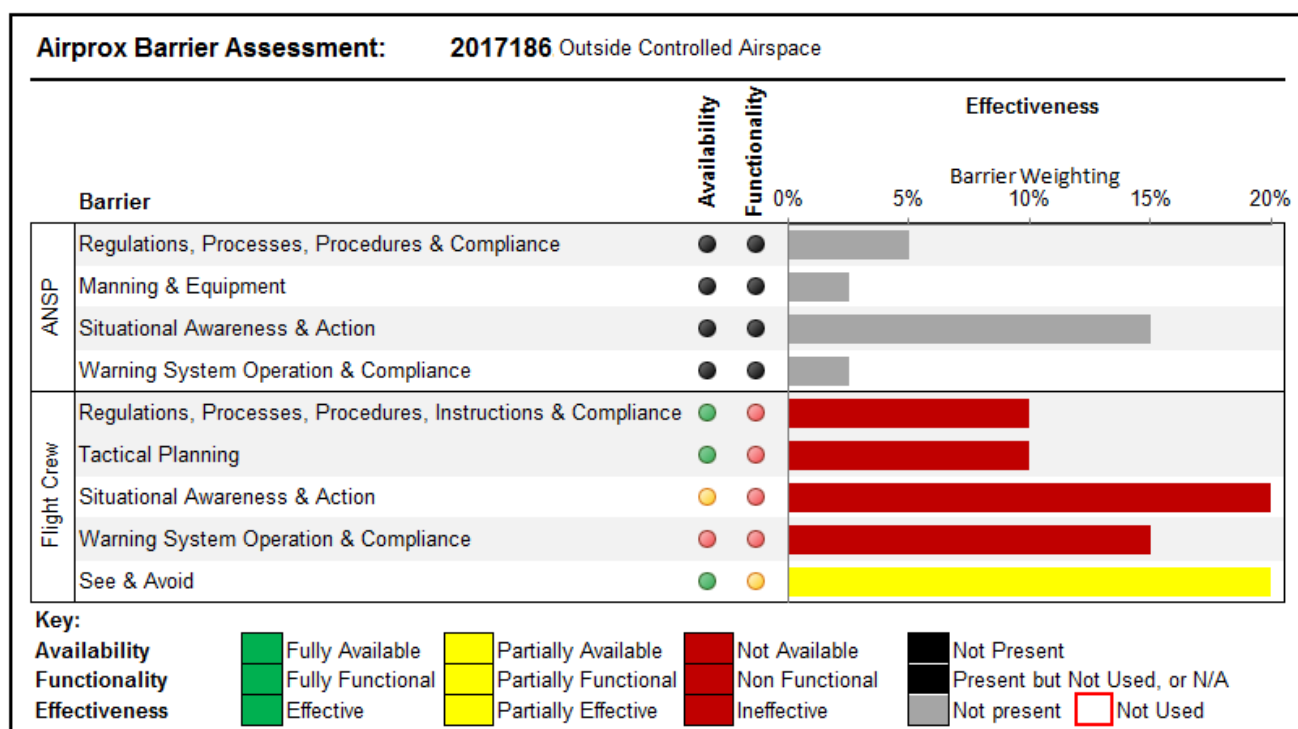 Airprox Barrier Assessment: 2017186 Outside Controlled Airspace
Availability
Functionality
Effectiveness
Barrier Weighting
Barrier
0% 5% 10% 15% 20%
ANSP
Regulations, Processes, Procedures & Compliance
Manning & Equipment
Situational Awareness & Action
Warning System Operation & Compliance
Flight Crew
Regulations, Processes, Procedures, Instructions & Compliance
Tactical Planning
Situational Awareness & Action
Warning System Operation & Compliance
See & Avoid
Key:
Availability Fully Available Partially Available Not Available Not Present
Functionality Fully Functional Partially Functional Non Functional Present but Not Used, or N/A
Effectiveness Effective Partially Effective Ineffective Not present Not Used